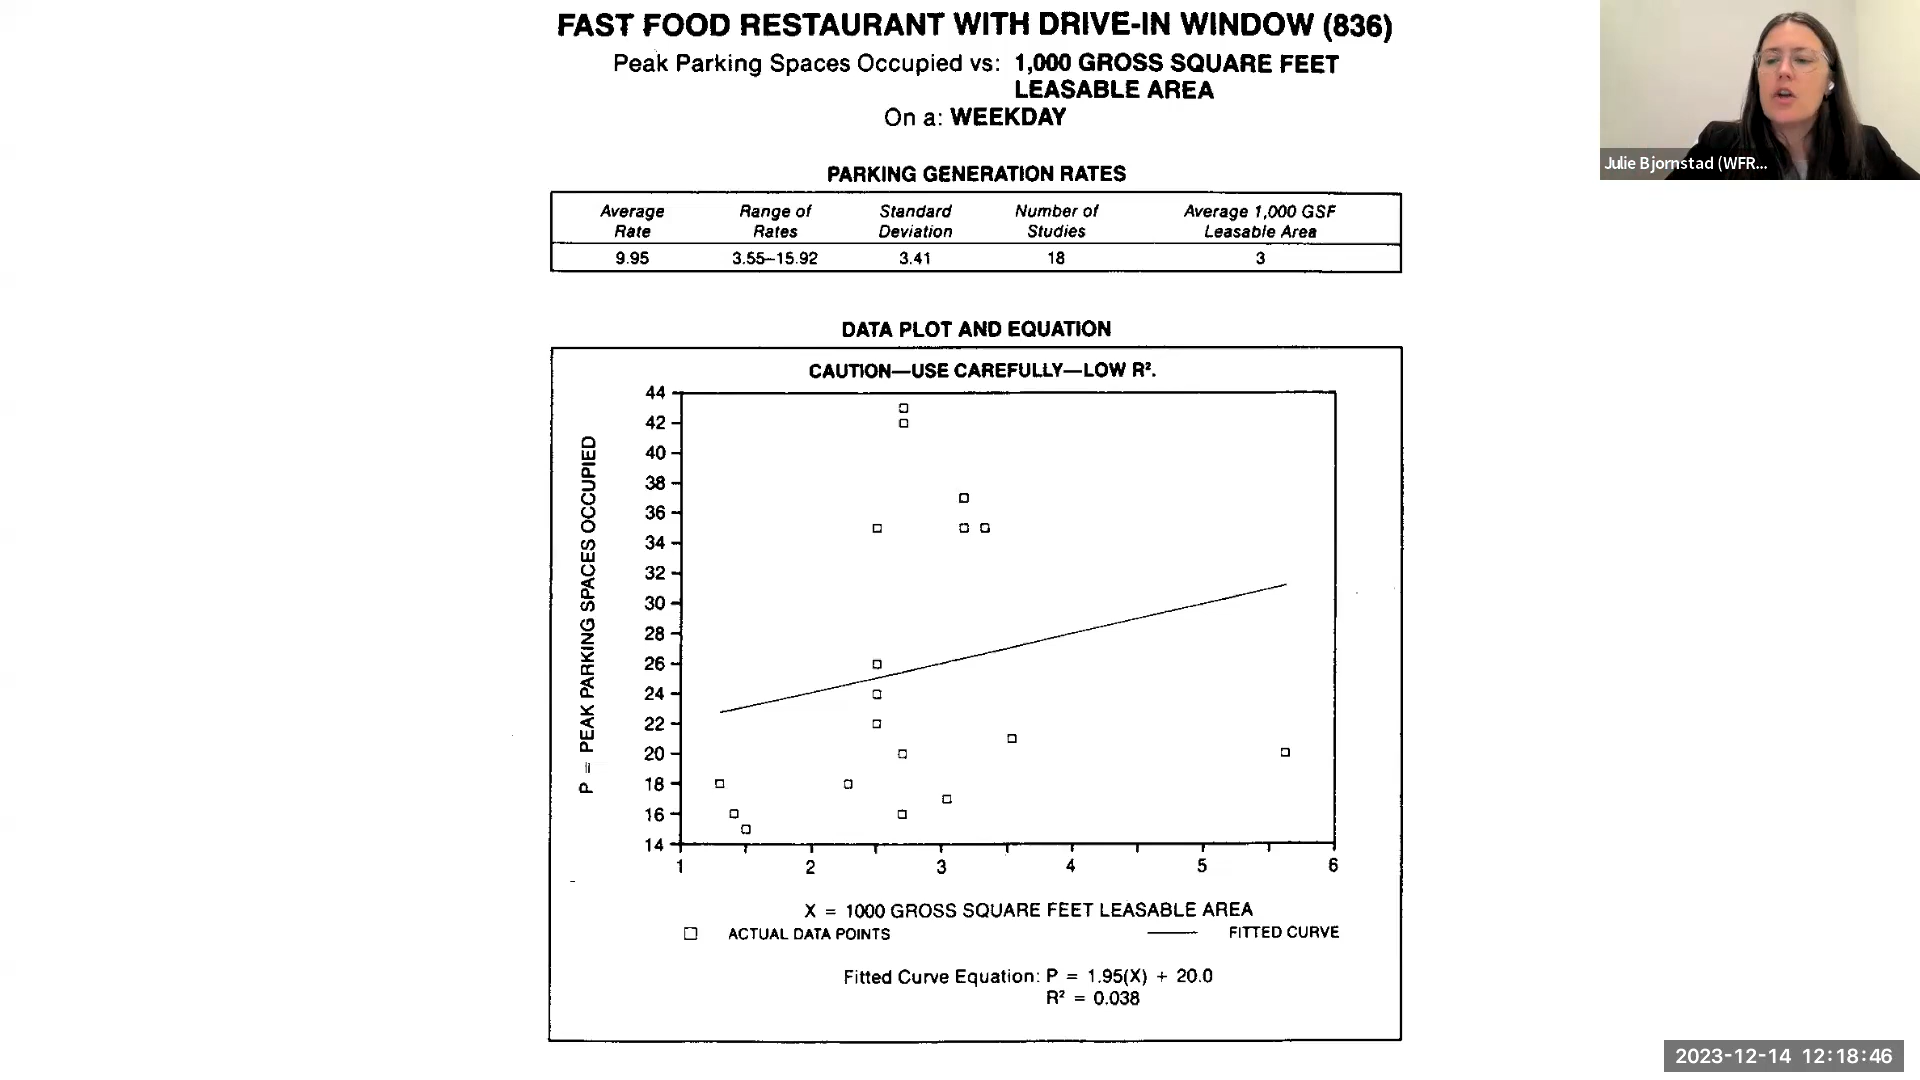 FAST FOOD RESTAURANT WITH DRIVE-IN WINDOW (836)
Peak Parking Spaces Occupied vs: 1,000 GROSS SQUARE FEET
LEASABLE AREA
On a: WEEKDAY
PARKING GENERATION RATES
Average Range of Standard Number of Average 1,000 GSF
Rate Rates Deviation Studies Leasable Area
9.95 3.55–15.92 3.41 18 3
DATA PLOT AND EQUATION
CAUTION—USE CAREFULLY—LOW R².
44
42
40
38
36
34
32
30
28
26
24
22
20
18
16
14
P = PEAK PARKING SPACES OCCUPIED
1 2 3 4 5 6
X = 1000 GROSS SQUARE FEET LEASABLE AREA
ACTUAL DATA POINTS FITTED CURVE
Fitted Curve Equation: P = 1.95(X) + 20.0
R² = 0.038
Julie Bjornstad (WFR...
2023-12-14 12:18:46